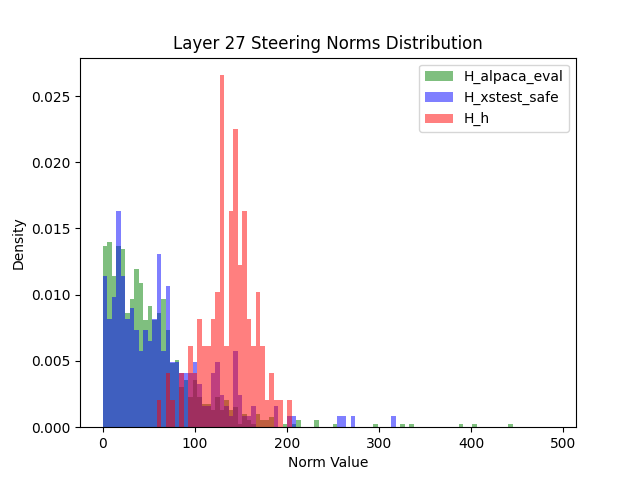 Layer 27 Steering Norms Distribution
H_alpaca_eval
H_xstest_safe
H_h
0.025
0.020
0.015
0.010
0.005
0.000
Density
0 100 200 300 400 500
Norm Value